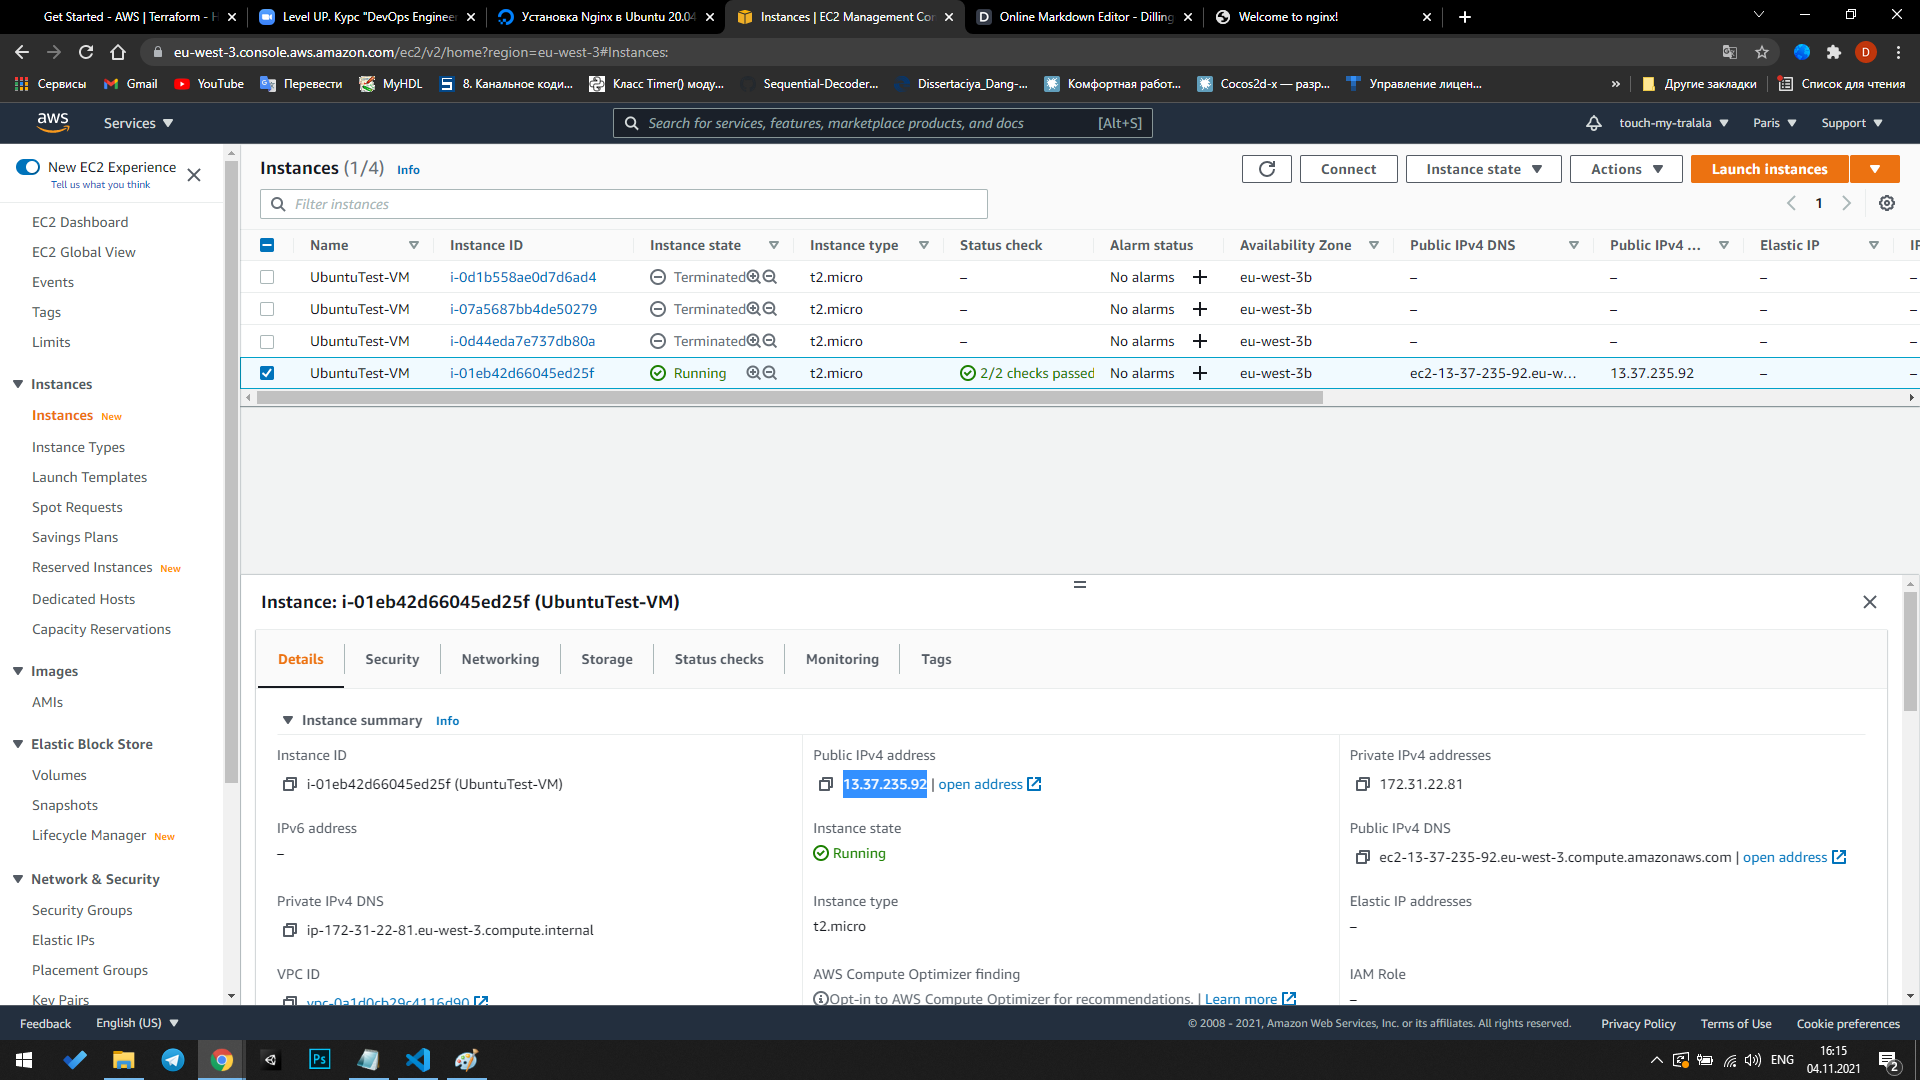 Get Started - AWS | Terraform - H
Level UP. Курс "DevOps Engineer
Установка Nginx в Ubuntu 20.04
Instances | EC2 Management Con
Online Markdown Editor - Dilling
Welcome to nginx!
eu-west-3.console.aws.amazon.com/ec2/v2/home?region=eu-west-3#Instances:
D
Сервисы
Gmail
YouTube
Перевести
MyHDL
8. Канальное коди...
Класс Timer() моду...
Sequential-Decoder...
Dissertaciya_Dang-...
Комфортная работ...
Cocos2d-x — разр...
Управление лицен...
»
Другие закладки
Список для чтения
aws
Services
Search for services, features, marketplace products, and docs
[Alt+S]
touch-my-tralala
Paris
Support
New EC2 Experience
Tell us what you think
EC2 Dashboard
EC2 Global View
Events
Tags
Limits
Instances
Instances New
Instance Types
Launch Templates
Spot Requests
Savings Plans
Reserved Instances New
Dedicated Hosts
Capacity Reservations
Images
AMIs
Elastic Block Store
Volumes
Snapshots
Lifecycle Manager New
Network & Security
Security Groups
Elastic IPs
Placement Groups
Key Pairs
Instances (1/4) Info
Connect
Instance state
Actions
Launch instances
Filter instances
1
Name Instance ID Instance state Instance type Status check Alarm status Availability Zone Public IPv4 DNS Public IPv4 ... Elastic IP IP
UbuntuTest-VM i-0d1b558ae0d7d6ad4 Terminated t2.micro – No alarms eu-west-3b – – – –
UbuntuTest-VM i-07a5687bb4de50279 Terminated t2.micro – No alarms eu-west-3b – – – –
UbuntuTest-VM i-0d44eda7e737db80a Terminated t2.micro – No alarms eu-west-3b – – – –
UbuntuTest-VM i-01eb42d66045ed25f Running t2.micro 2/2 checks passed No alarms eu-west-3b ec2-13-37-235-92.eu-w... 13.37.235.92 – –
Instance: i-01eb42d66045ed25f (UbuntuTest-VM)
Details
Security
Networking
Storage
Status checks
Monitoring
Tags
Instance summary Info
Instance ID
i-01eb42d66045ed25f (UbuntuTest-VM)
Public IPv4 address
13.37.235.92 | open address
Private IPv4 addresses
172.31.22.81
IPv6 address
–
Instance state
Running
Public IPv4 DNS
ec2-13-37-235-92.eu-west-3.compute.amazonaws.com | open address
Private IPv4 DNS
ip-172-31-22-81.eu-west-3.compute.internal
Instance type
t2.micro
Elastic IP addresses
–
VPC ID
vpc-0a1d0cb29c4116d90
AWS Compute Optimizer finding
Opt-in to AWS Compute Optimizer for recommendations. | Learn more
IAM Role
–
Feedback
English (US)
© 2008 - 2021, Amazon Web Services, Inc. or its affiliates. All rights reserved.
Privacy Policy
Terms of Use
Cookie preferences
Ps
ENG
16:15
04.11.2021
2